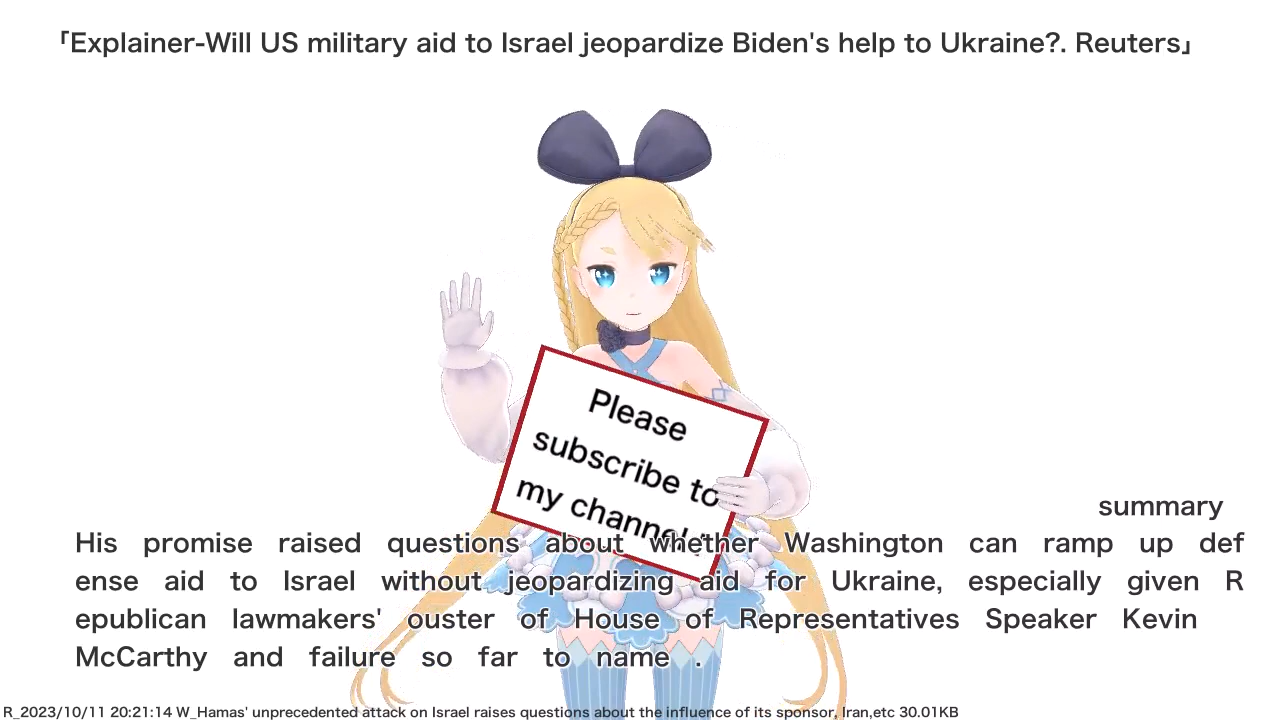 「Explainer-Will US military aid to Israel jeopardize Biden's help to Ukraine?. Reuters」
Please
subscribe to
my channel
summary
His promise raised questions about whether Washington can ramp up def
ense aid to Israel without jeopardizing aid for Ukraine, especially given R
epublican lawmakers' ouster of House of Representatives Speaker Kevin
McCarthy and failure so far to name .
R_2023/10/11 20:21:14 W_Hamas' unprecedented attack on Israel raises questions about the influence of its sponsor, Iran,etc 30.01KB